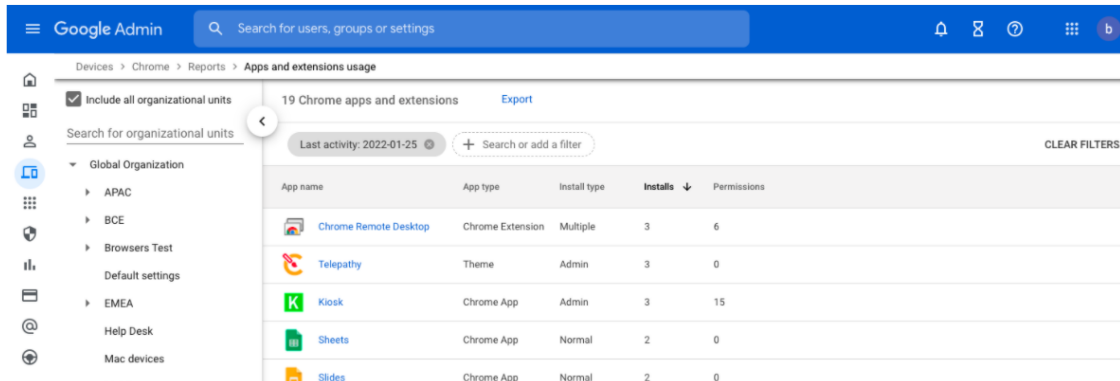 Google Admin
Search for users, groups or settings
b
Devices > Chrome > Reports > Apps and extensions usage
Include all organizational units
Search for organizational units
Global Organization
APAC
BCE
Browsers Test
Default settings
EMEA
Help Desk
Mac devices
19 Chrome apps and extensions Export
Last activity: 2022-01-25
+ Search or add a filter
CLEAR FILTERS
App name App type Install type Installs Permissions
Chrome Remote Desktop Chrome Extension Multiple 3 6
Telepathy Theme Admin 3 0
K Kiosk Chrome App Admin 3 15
Sheets Chrome App Normal 2 0
Slides Chrome App Normal 2 0